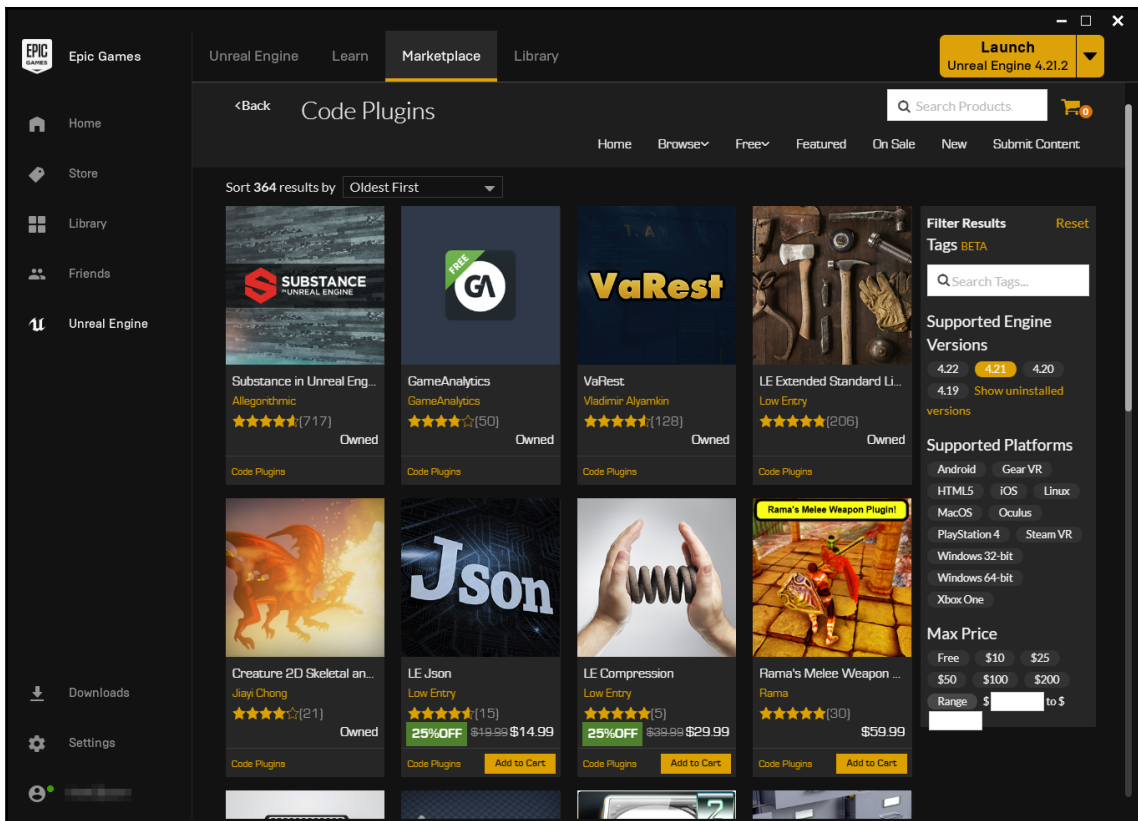 EPIC
GAMES
Epic Games
Unreal Engine
Learn
Marketplace
Library
Launch
Unreal Engine 4.21.2
Home
Store
Library
Friends
Unreal Engine
Downloads
Settings
<Back
Code Plugins
Search Products.
0
Home
Browse
Free
Featured
On Sale
New
Submit Content
Sort 364 results by
Oldest First
SUBSTANCE
UNREAL ENGINE
Substance in Unreal Eng...
Allegorithmic
(717)
Owned
Code Plugins
FREE
GA
GameAnalytics
GameAnalytics
(50)
Owned
Code Plugins
VaRest
VaRest
Vladimir Alyamkin
(128)
Owned
Code Plugins
LE Extended Standard Li...
Low Entry
(206)
Owned
Code Plugins
Creature 2D Skeletal an...
Jiayi Chong
(21)
Owned
Code Plugins
Json
LE Json
Low Entry
(15)
25%OFF $19.99 $14.99
Code Plugins
Add to Cart
LE Compression
Low Entry
(5)
25%OFF $39.99 $29.99
Code Plugins
Add to Cart
Rama's Melee Weapon Plugin!
Rama's Melee Weapon ...
Rama
(30)
$59.99
Code Plugins
Add to Cart
2
Filter Results
Reset
Tags BETA
Search Tags...
Supported Engine
Versions
4.22 4.21 4.20
4.19 Show uninstalled
versions
Supported Platforms
Android Gear VR
HTML5 iOS Linux
MacOS Oculus
PlayStation 4 Steam VR
Windows 32-bit
Windows 64-bit
Xbox One
Max Price
Free $10 $25
$50 $100 $200
Range $ to $